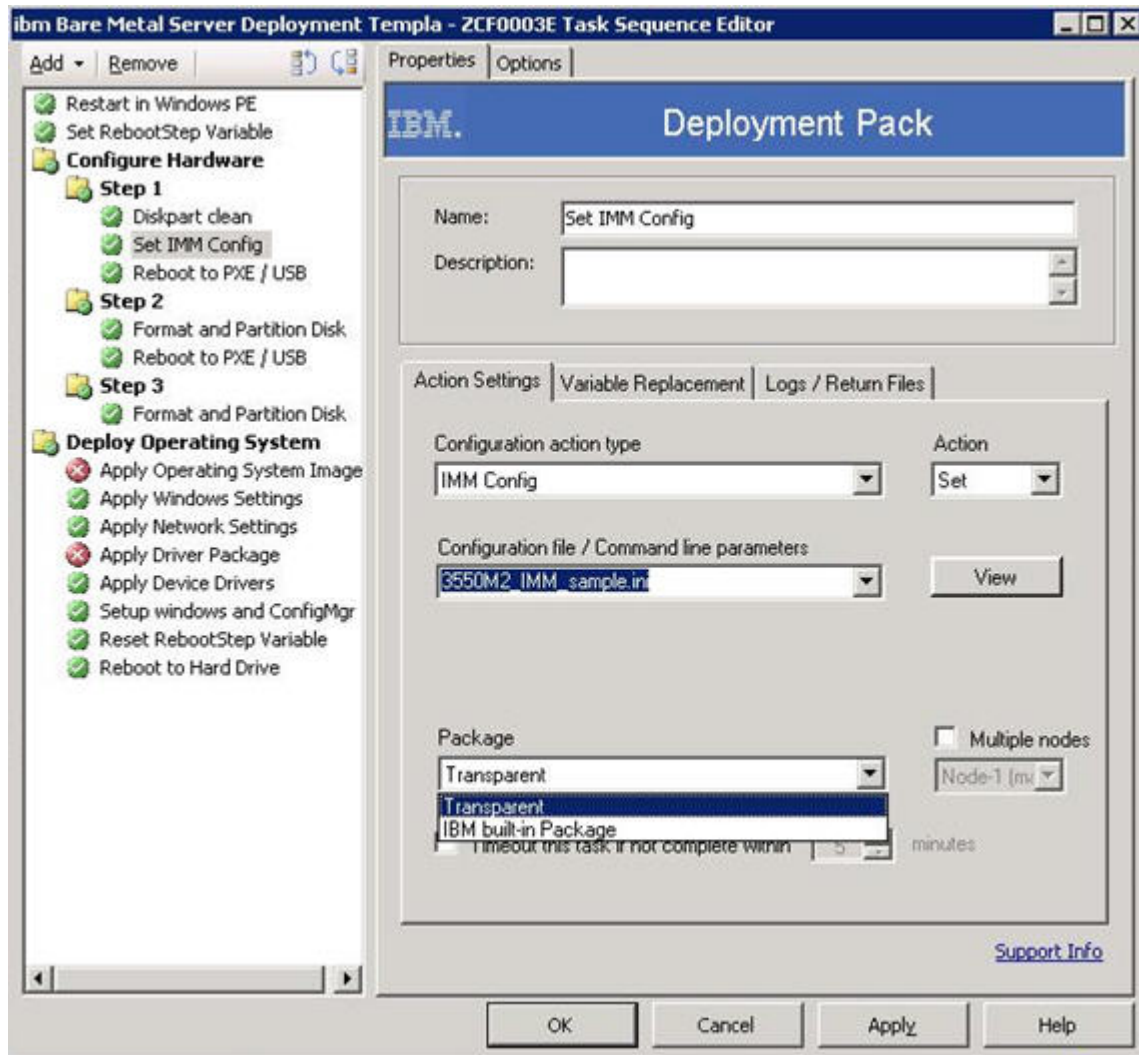 ibm Bare Metal Server Deployment Templa - ZCF0003E Task Sequence Editor
Add Remove
Properties Options
Restart in Windows PE
Set RebootStep Variable
Configure Hardware
Step 1
Diskpart clean
Set IMM Config
Reboot to PXE / USB
Step 2
Format and Partition Disk
Reboot to PXE / USB
Step 3
Format and Partition Disk
Deploy Operating System
Apply Operating System Image
Apply Windows Settings
Apply Network Settings
Apply Driver Package
Apply Device Drivers
Setup windows and ConfigMgr
Reset RebootStep Variable
Reboot to Hard Drive
IBM. Deployment Pack
Name: Set IMM Config
Description:
Action Settings Variable Replacement Logs / Return Files
Configuration action type Action
IMM Config Set
Configuration file / Command line parameters
3550M2_IMM_sample.ini View
Package Multiple nodes
Transparent Node-1 (ma
Transparent
IBM built-in Package
Timeout this task if not complete within 5 minutes
Support Info
OK Cancel Apply Help